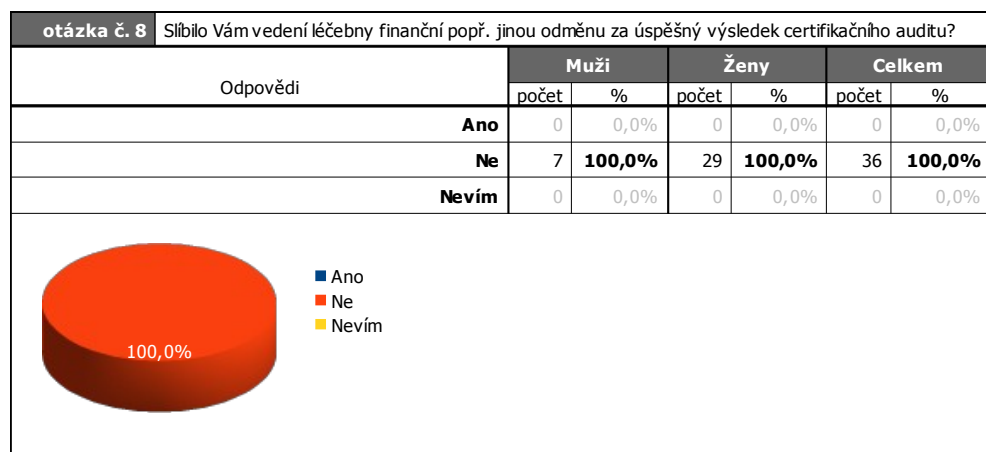 otázka č. 8 Slíbilo Vám vedení léčebny finanční popř. jinou odměnu za úspěšný výsledek certifikačního auditu?
Odpovědi Muži Ženy Celkem
počet % počet % počet %
Ano 0 0,0% 0 0,0% 0 0,0%
Ne 7 100,0% 29 100,0% 36 100,0%
Nevím 0 0,0% 0 0,0% 0 0,0%
Ano
Ne
Nevím
100,0%